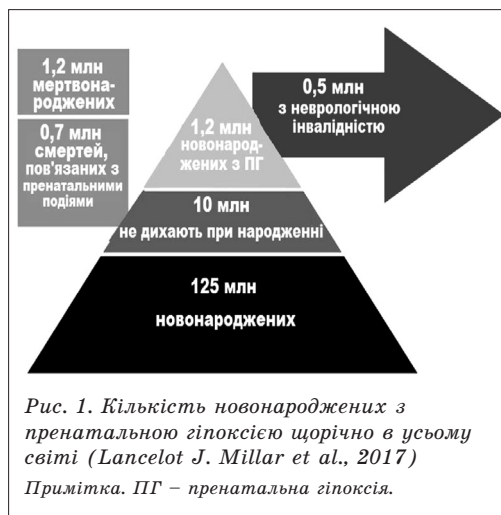 1,2 млн
мертвона-
роджених
0,7 млн
смертей,
пов'язаних з
пренатальними
подіями
1,2 млн
новонарод-
жених з ПГ
0,5 млн
з неврологічною
інвалідністю
10 млн
не дихають при народженні
125 млн
новонароджених
Рис. 1. Кількість новонароджених з
пренатальною гіпоксією щорічно в усьому
світі (Lancelot J. Millar et al., 2017)
Примітка. ПГ – пренатальна гіпоксія.